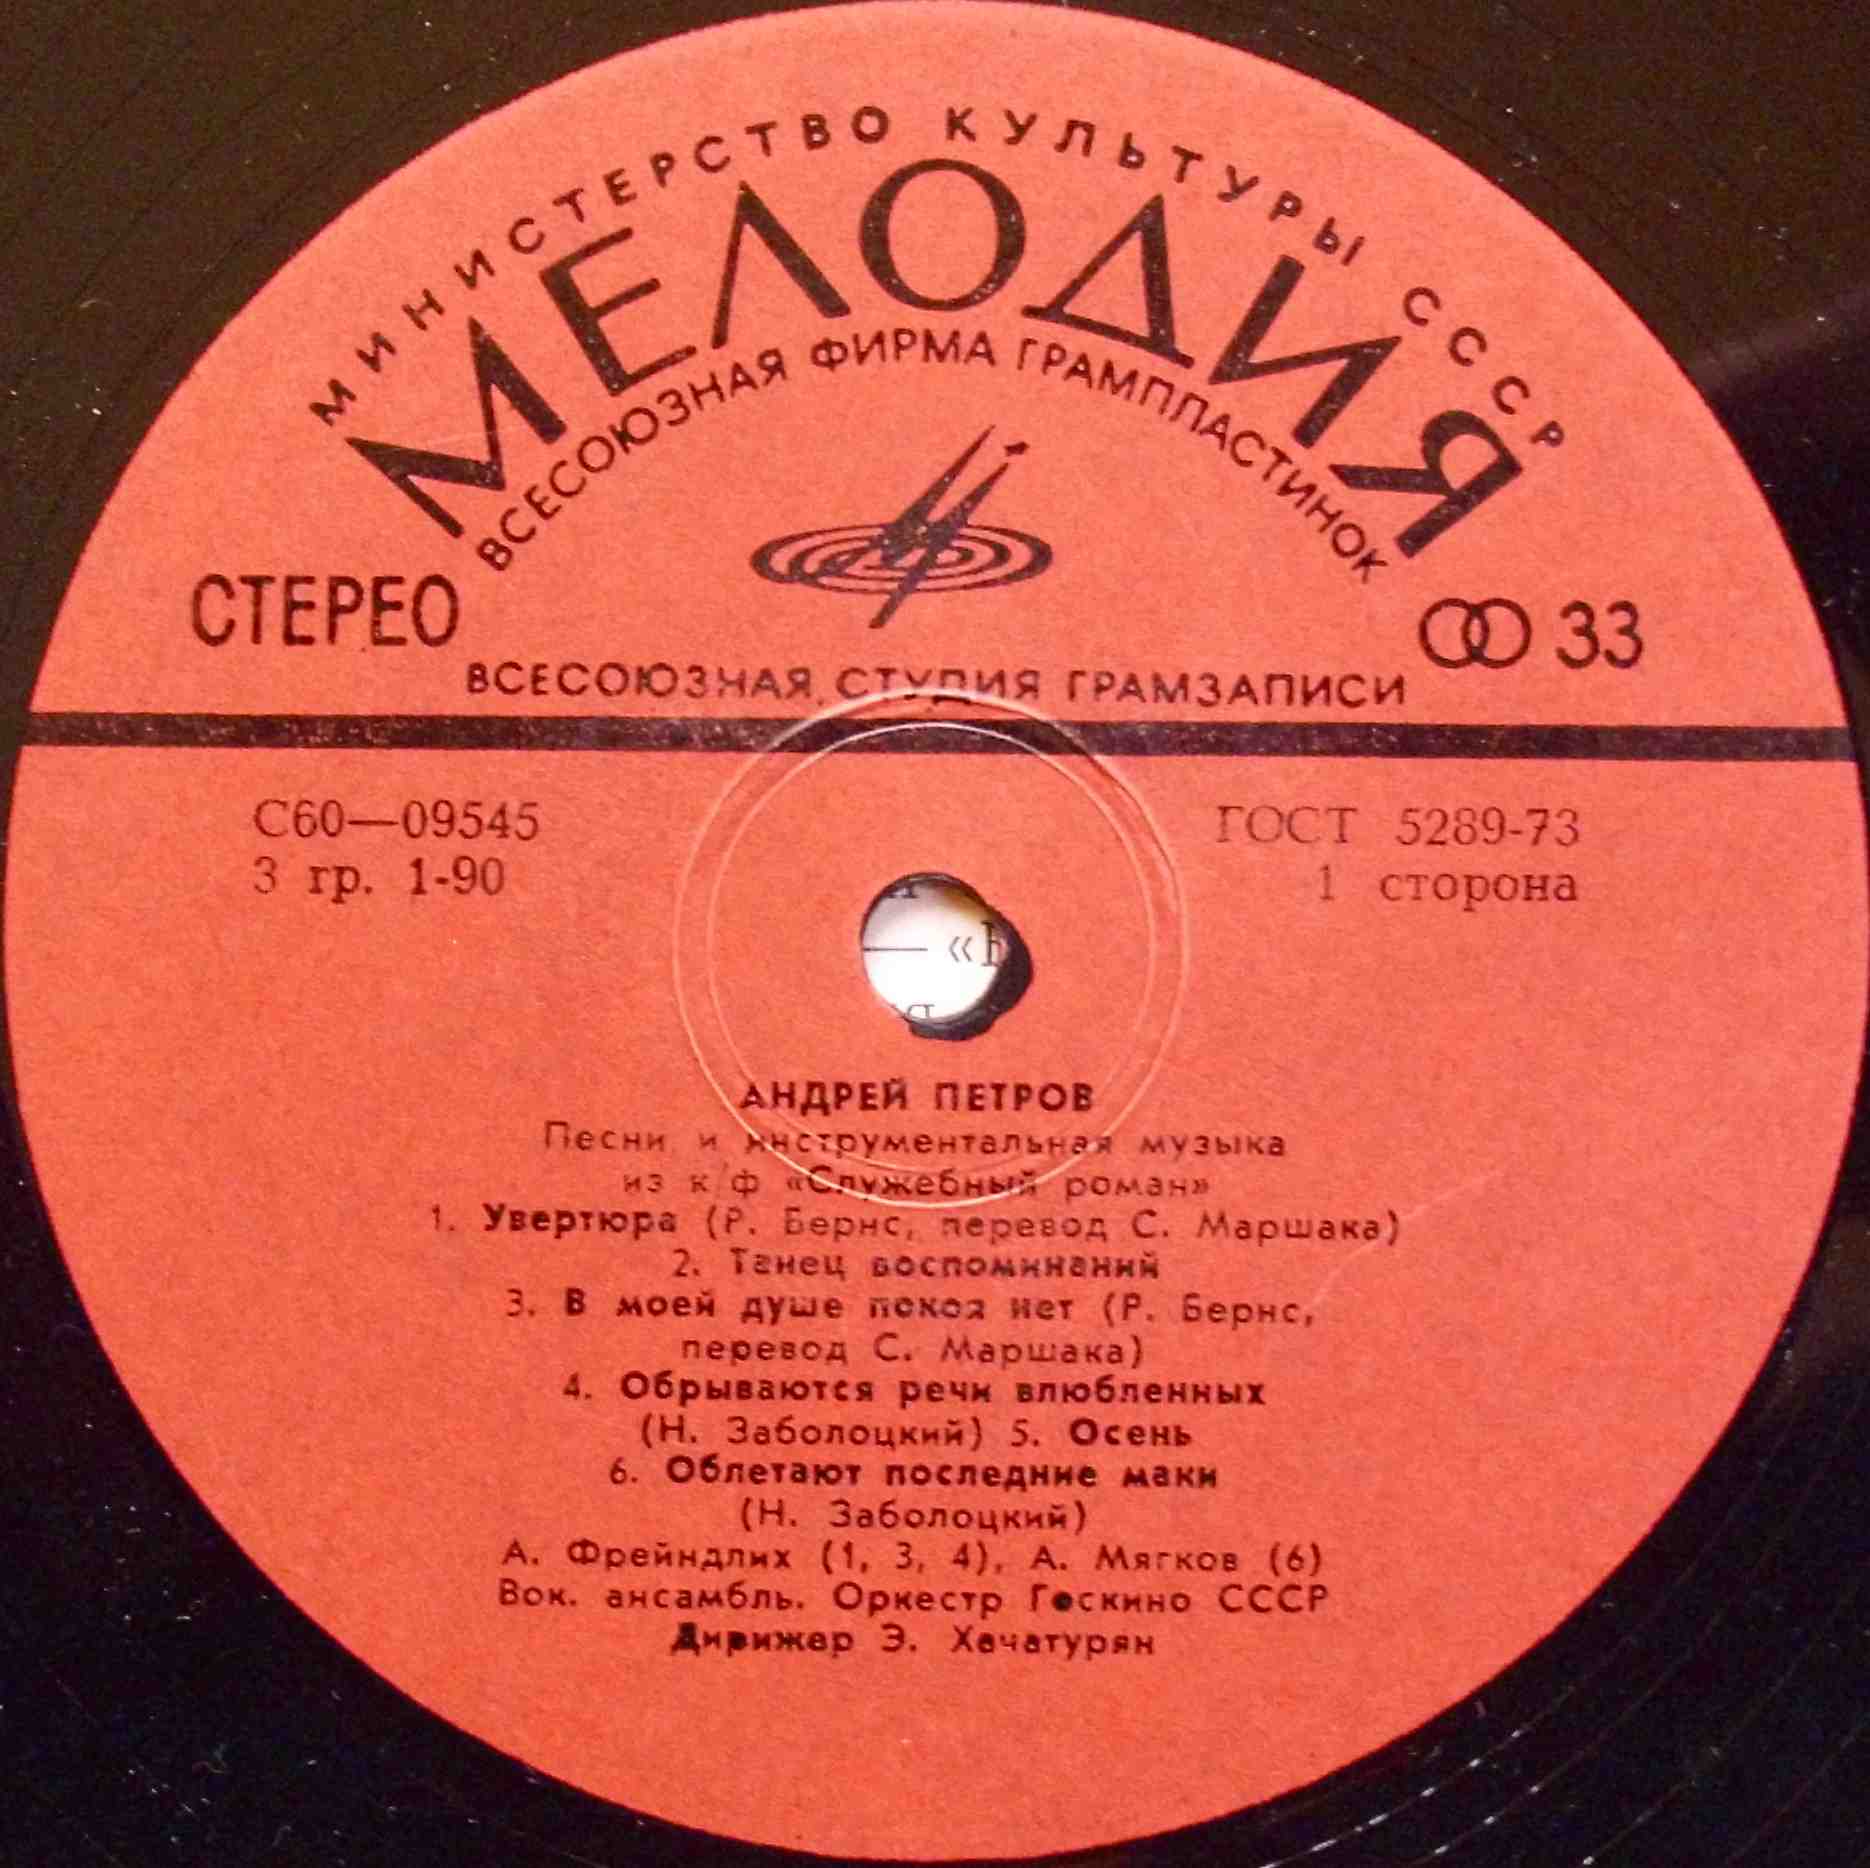 МИНИСТЕРСТВО КУЛЬТУРЫ СССР
МЕЛОДИЯ
ВСЕСОЮЗНАЯ ФИРМА ГРАМПЛАСТИНОК
СТЕРЕО
33
ВСЕСОЮЗНАЯ СТУДИЯ ГРАМЗАПИСИ
С60—09545
ГОСТ 5289-73
3 гр. 1-90
1 сторона
АНДРЕЙ ПЕТРОВ
Песни и инструментальная музыка
из к/ф «Служебный роман»
1. Увертюра (Р. Бернс, перевод С. Маршака)
2. Танец воспоминаний
3. В моей душе покоя нет (Р. Бернс,
перевод С. Маршака)
4. Обрываются речи влюбленных
(Н. Заболоцкий) 5. Осень
6. Облетают последние маки
(Н. Заболоцкий)
А. Фрейндлих (1, 3, 4), А. Мягков (6)
Вок. ансамбль. Оркестр Госкино СССР
Дирижер Э. Хачатурян